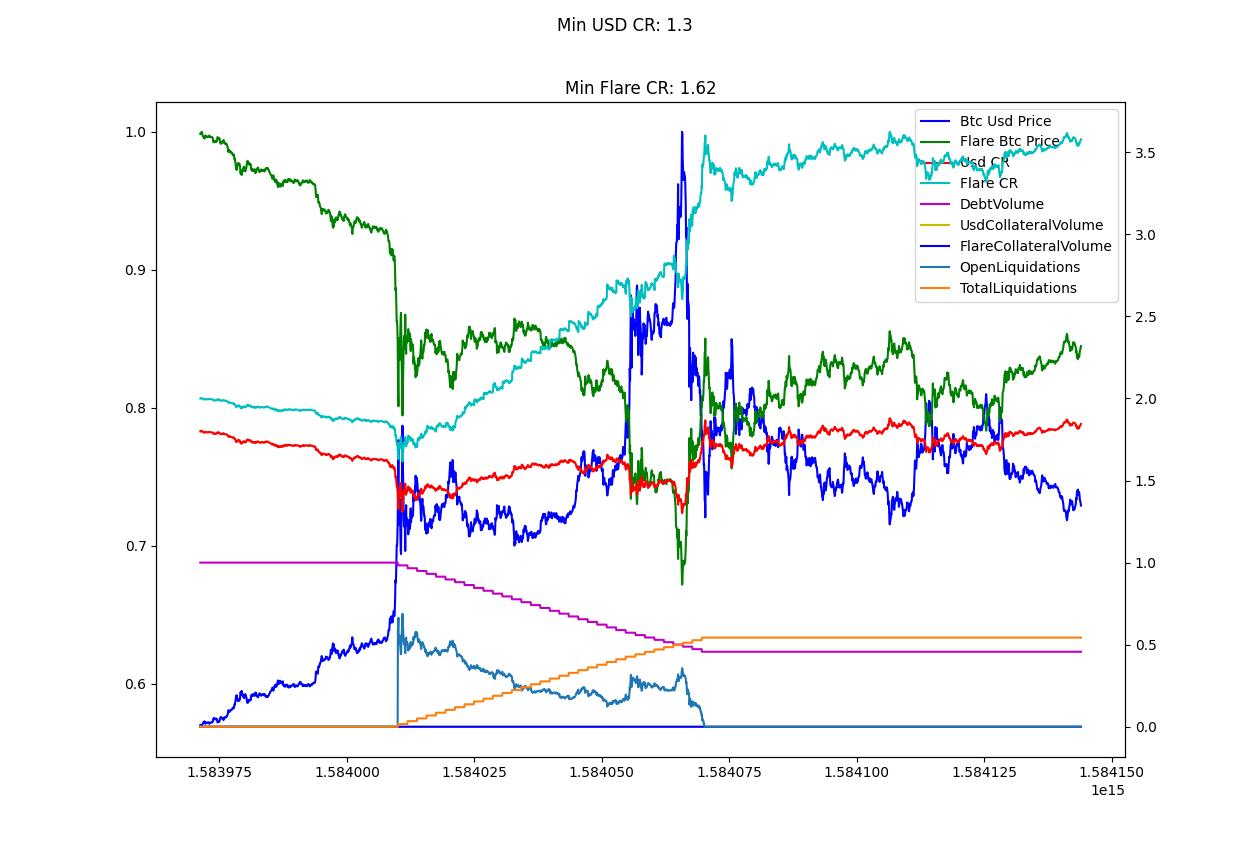 Min USD CR: 1.3
Min Flare CR: 1.62
Btc Usd Price
Flare Btc Price
Usd CR
Flare CR
DebtVolume
UsdCollateralVolume
FlareCollateralVolume
OpenLiquidations
TotalLiquidations
1.0
0.9
0.8
0.7
0.6
3.5
3.0
2.5
2.0
1.5
1.0
0.5
0.0
1.583975 1.584000 1.584025 1.584050 1.584075 1.584100 1.584125 1.584150
1e15